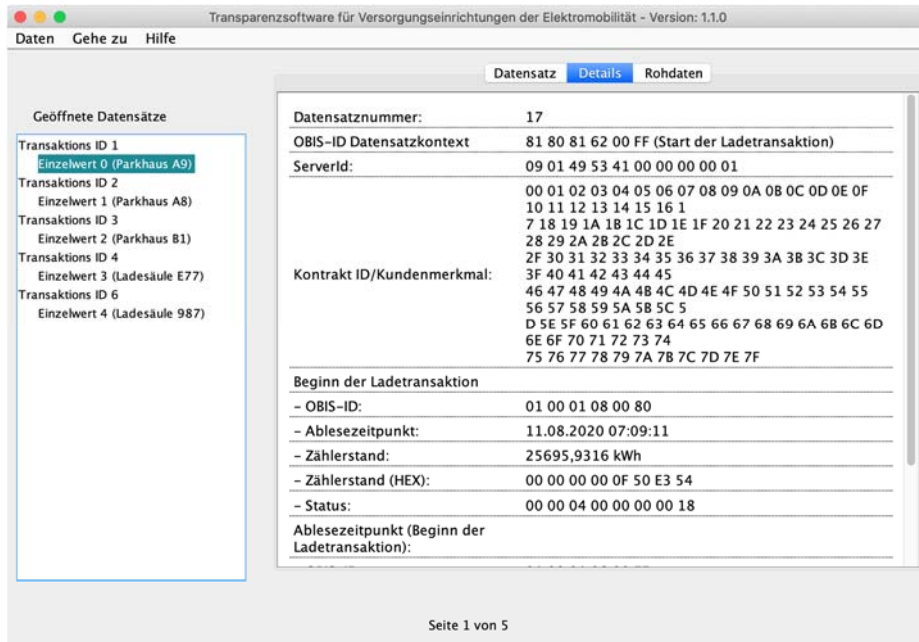 Transparenzsoftware für Versorgungseinrichtungen der Elektromobilität - Version: 1.1.0
Daten Gehe zu Hilfe
Datensatz Details Rohdaten
Geöffnete Datensätze
Transaktions ID 1
Einzelwert 0 (Parkhaus A9)
Transaktions ID 2
Einzelwert 1 (Parkhaus A8)
Transaktions ID 3
Einzelwert 2 (Parkhaus B1)
Transaktions ID 4
Einzelwert 3 (Ladesäule E77)
Transaktions ID 6
Einzelwert 4 (Ladesäule 987)
Datensatznummer: 17
OBIS-ID Datensatzkontext 81 80 81 62 00 FF (Start der Ladetransaktion)
ServerId: 09 01 49 53 41 00 00 00 00 01
Kontrakt ID/Kundenmerkmal:
00 01 02 03 04 05 06 07 08 09 0A 0B 0C 0D 0E 0F
10 11 12 13 14 15 16 1
7 18 19 1A 1B 1C 1D 1E 1F 20 21 22 23 24 25 26 27
28 29 2A 2B 2C 2D 2E
2F 30 31 32 33 34 35 36 37 38 39 3A 3B 3C 3D 3E
3F 40 41 42 43 44 45
46 47 48 49 4A 4B 4C 4D 4E 4F 50 51 52 53 54 55
56 57 58 59 5A 5B 5C 5
D 5E 5F 60 61 62 63 64 65 66 67 68 69 6A 6B 6C 6D
6E 6F 70 71 72 73 74
75 76 77 78 79 7A 7B 7C 7D 7E 7F
Beginn der Ladetransaktion
- OBIS-ID: 01 00 01 08 00 80
- Ablesezeitpunkt: 11.08.2020 07:09:11
- Zählerstand: 25695,9316 kWh
- Zählerstand (HEX): 00 00 00 00 0F 50 E3 54
- Status: 00 00 04 00 00 00 00 18
Ablesezeitpunkt (Beginn der
Ladetransaktion):
Seite 1 von 5